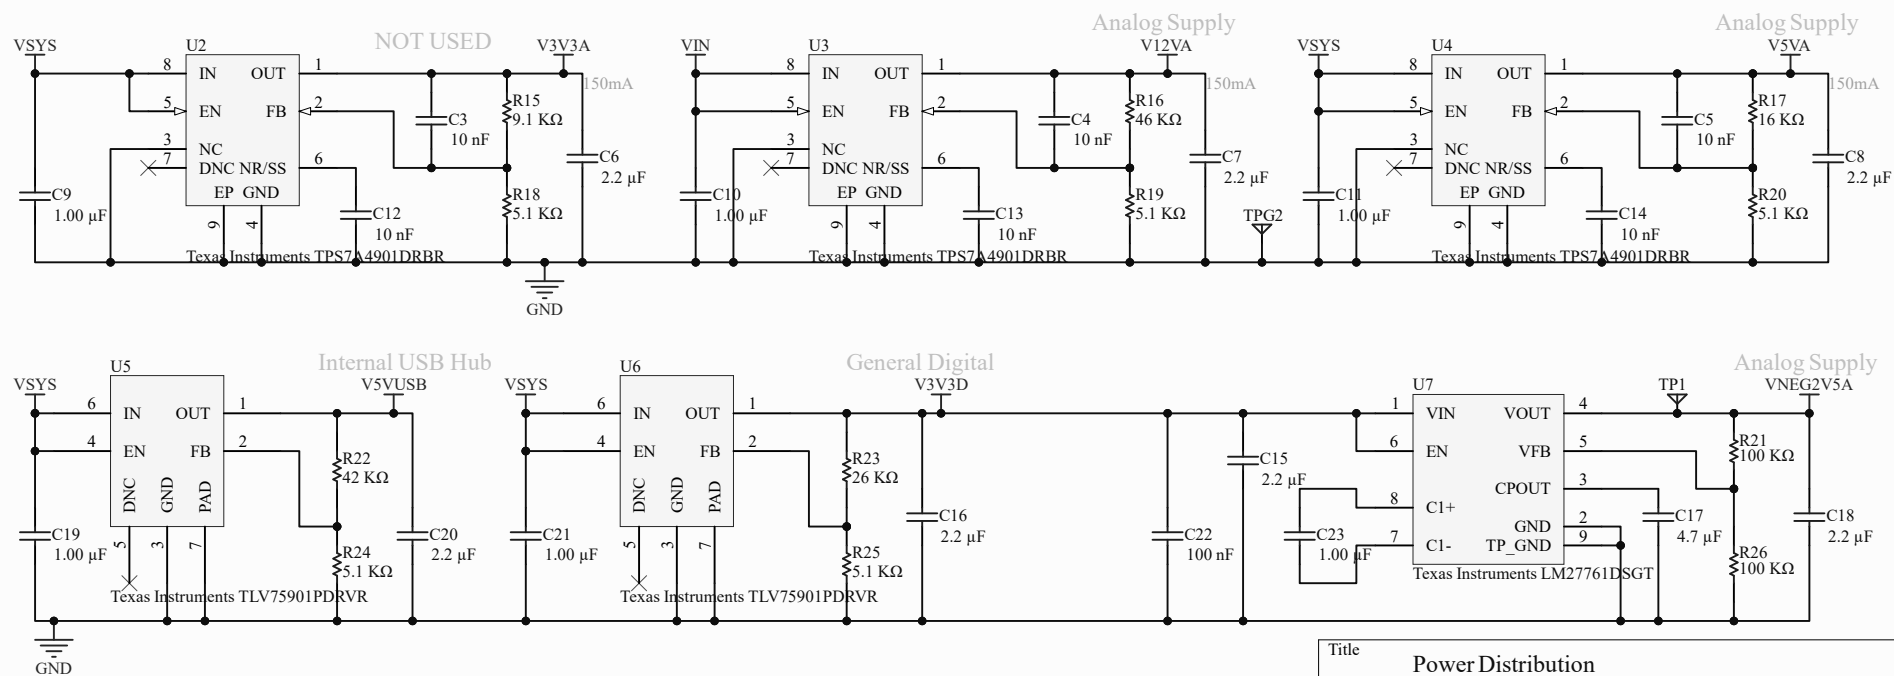 Analog Supply
Analog Supply
NOT USED
VSYS
U2
V3V3A
VIN
U3
V12VA
VSYS
U4
V5VA
8 IN OUT 1
150mA
8 IN OUT 1
150mA
8 IN OUT 1
150mA
5 EN FB 2
R15
9.1 KΩ
5 EN FB 2
R16
46 KΩ
5 EN FB 2
R17
16 KΩ
C3
10 nF
C4
10 nF
C5
10 nF
3 NC
3 NC
3 NC
7 DNC NR/SS 6
C6
2.2 µF
7 DNC NR/SS 6
C7
2.2 µF
7 DNC NR/SS 6
C8
2.2 µF
EP GND
EP GND
EP GND
C9
1.00 µF
R18
5.1 KΩ
C10
1.00 µF
R19
5.1 KΩ
C11
1.00 µF
R20
5.1 KΩ
9 4
C12
10 nF
9 4
C13
10 nF
TPG2
9 4
C14
10 nF
Texas Instruments TPS7A4901DRBR
Texas Instruments TPS7A4901DRBR
Texas Instruments TPS7A4901DRBR
GND
Internal USB Hub
General Digital
Analog Supply
VSYS
U5
V5VUSB
VSYS
U6
V3V3D
U7
TP1
VNEG2V5A
6 IN OUT 1
6 IN OUT 1
1 VIN VOUT 4
4 EN FB 2
4 EN FB 2
6 EN VFB 5
R21
100 KΩ
R22
42 KΩ
R23
26 KΩ
C15
2.2 µF
CPOUT 3
8 C1+
DNC GND PAD
DNC GND PAD
C19
1.00 µF
C20
2.2 µF
C21
1.00 µF
C16
2.2 µF
C22
100 nF
C23
1.00 µF
GND 2
C17
4.7 µF
C18
2.2 µF
7 C1-
TP_GND 9
5 3 7
R24
5.1 KΩ
5 3 7
R25
5.1 KΩ
R26
100 KΩ
Texas Instruments LM27761DSGT
Texas Instruments TLV75901PDRVR
Texas Instruments TLV75901PDRVR
GND
Title
Power Distribution